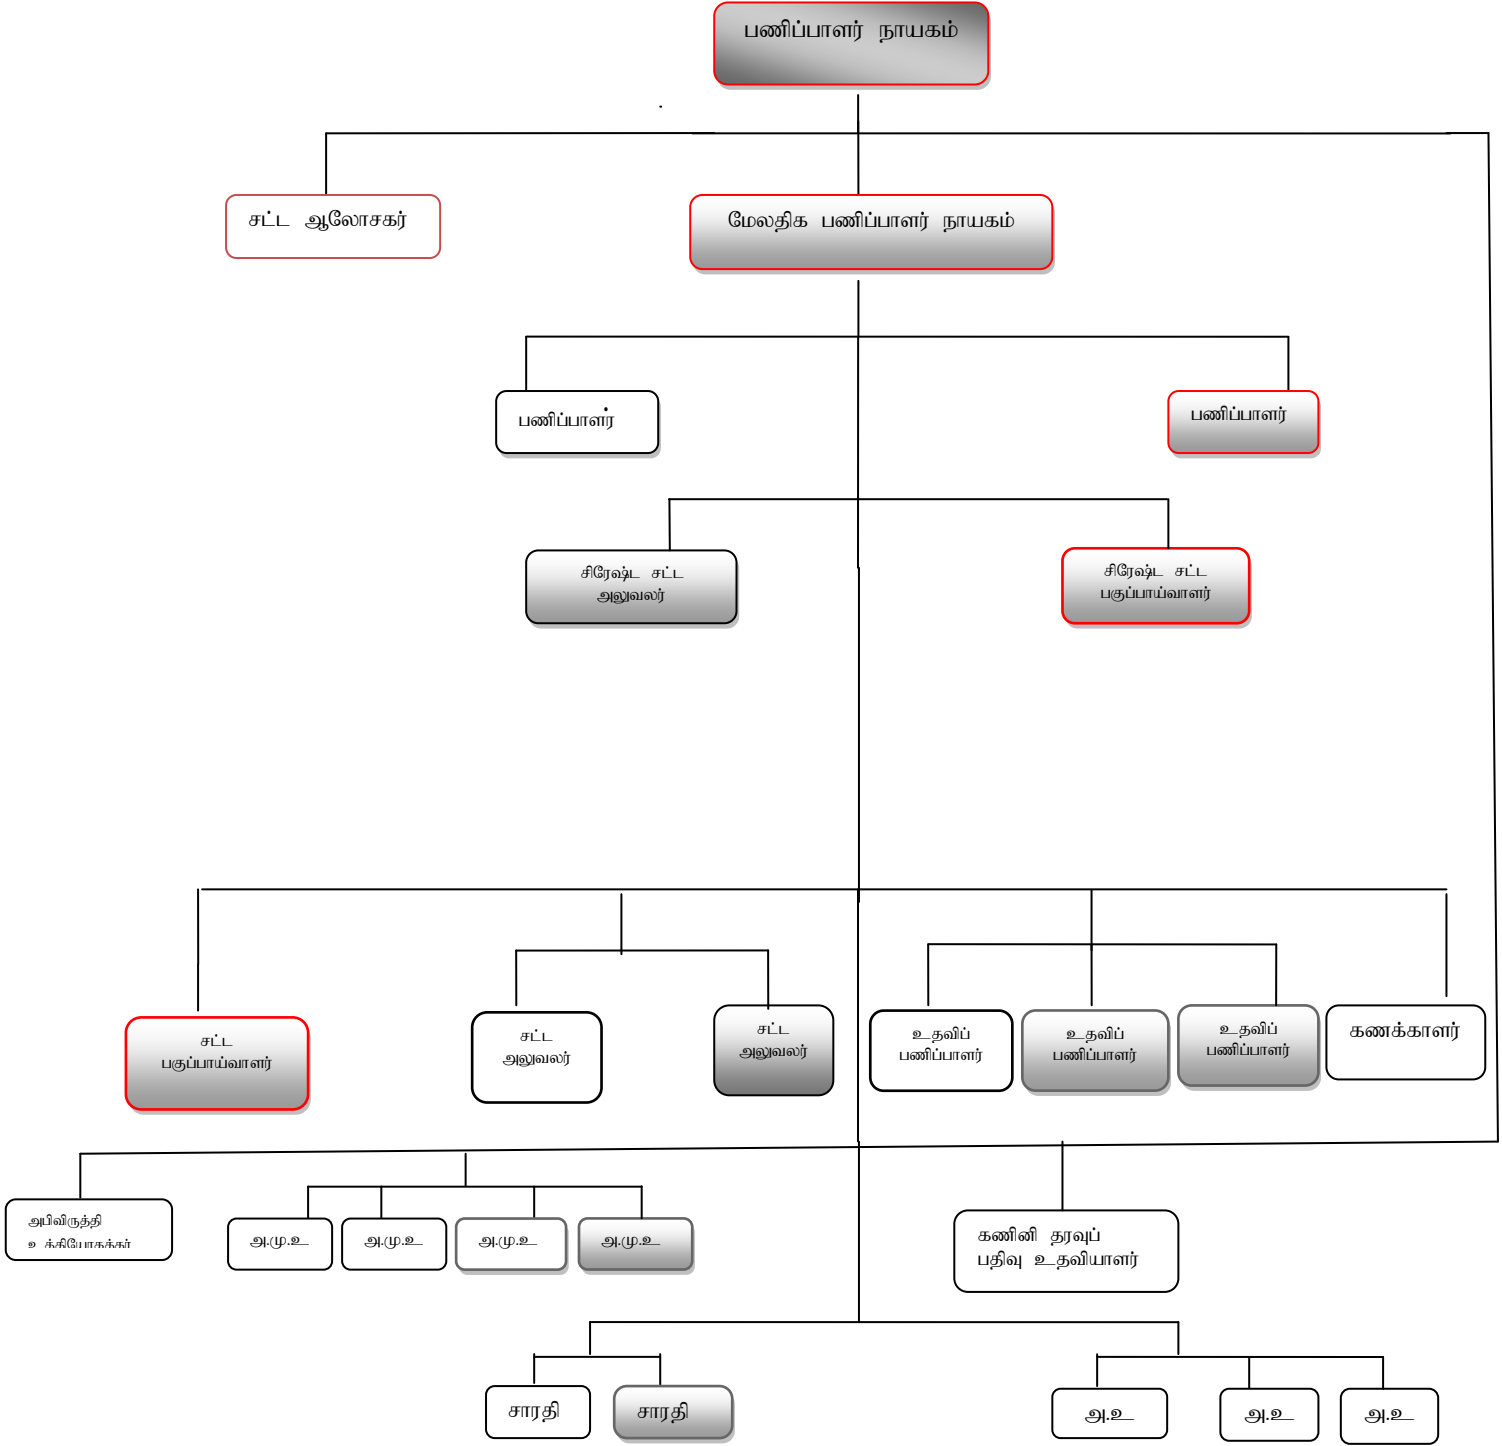 பணிப்பாளர் நாயகம்
சட்ட ஆலோசகர்
மேலதிக பணிப்பாளர் நாயகம்
பணிப்பாளர்
பணிப்பாளர்
சிரேஷ்ட சட்ட
அலுவலர்
சிரேஷ்ட சட்ட
பகுப்பாய்வாளர்
சட்ட
பகுப்பாய்வாளர்
சட்ட
அலுவலர்
சட்ட
அலுவலர்
உதவிப்
பணிப்பாளர்
உதவிப்
பணிப்பாளர்
உதவிப்
பணிப்பாளர்
கணக்காளர்
அபிவிருத்தி
உத்தியோகத்தர்
அ.மு.உ
அ.மு.உ
அ.மு.உ
அ.மு.உ
கணினி தரவுப்
பதிவு உதவியாளர்
சாரதி
சாரதி
அ.உ
அ.உ
அ.உ